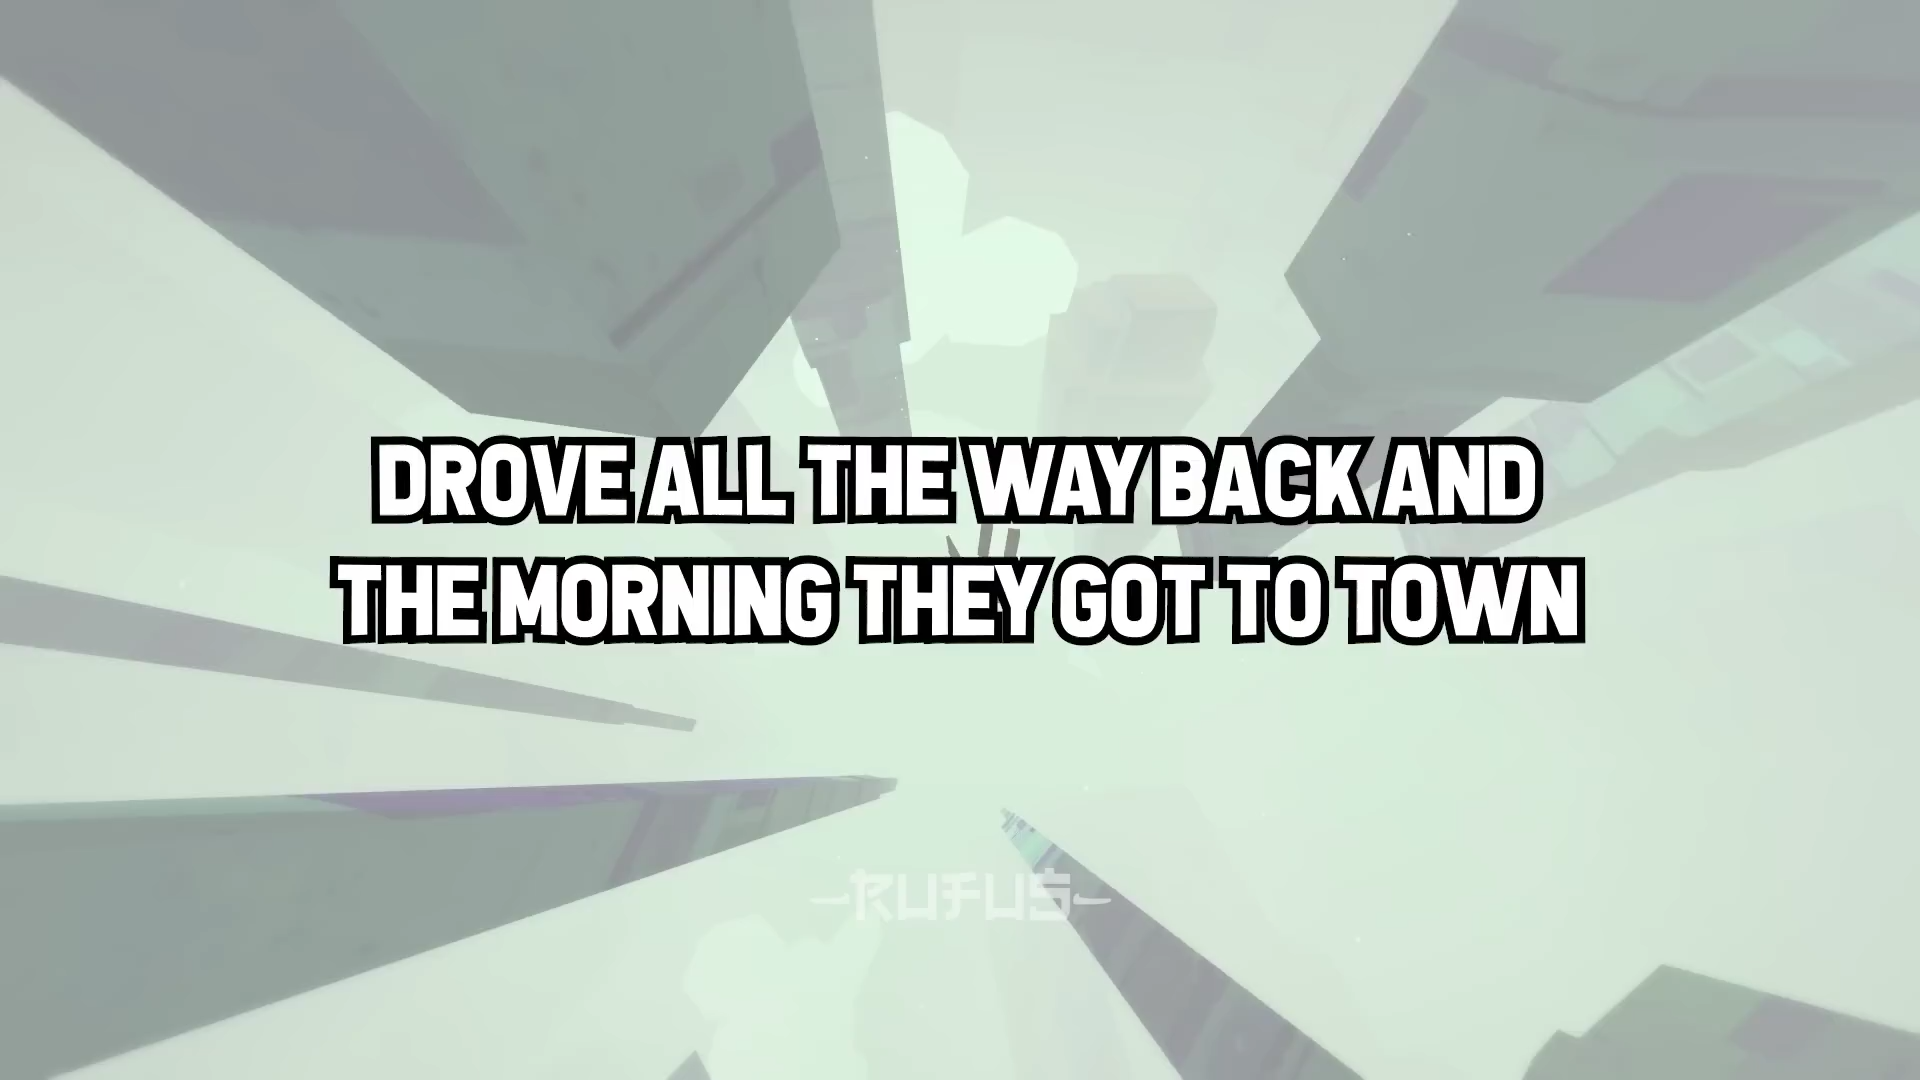 DROVE ALL THE WAY BACK AND
THE MORNING THEY GOT TO TOWN
-RUFUS-